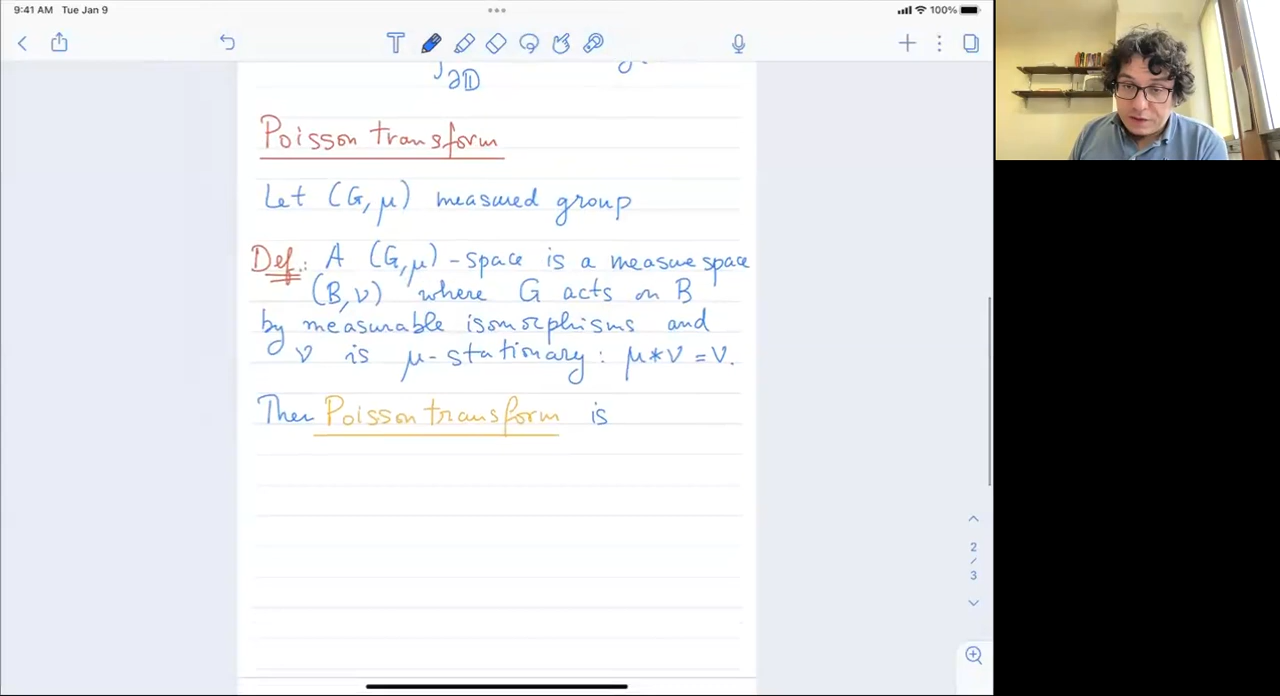 9:41 AM Tue Jan 9
100%
∂D
Poisson transform
Let (G, μ) measured group
Def.: A (G, μ) - space is a measure space
(B, ν) where G acts on B
by measurable isomorphisms and
ν is μ - stationary : μ * ν = ν.
Then Poisson transform is
2
/
3